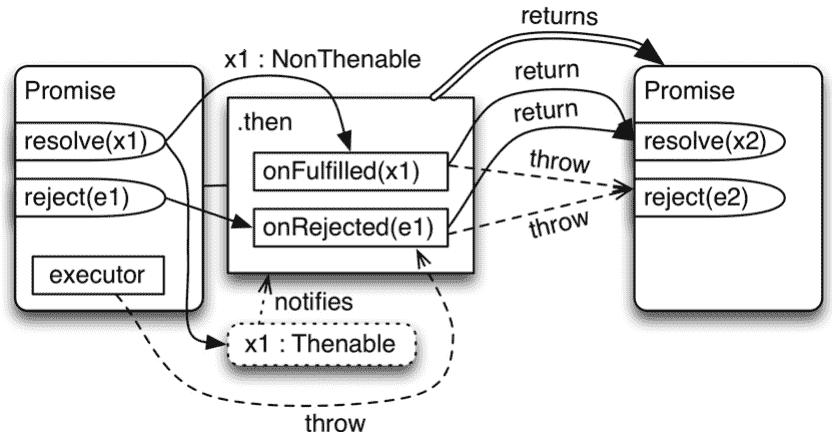 returns
x1 : NonThenable
return
Promise
Promise
return
.then
resolve(x1)
resolve(x2)
onFulfilled(x1)
throw
reject(e1)
reject(e2)
onRejected(e1)
throw
executor
notifies
x1 : Thenable
throw